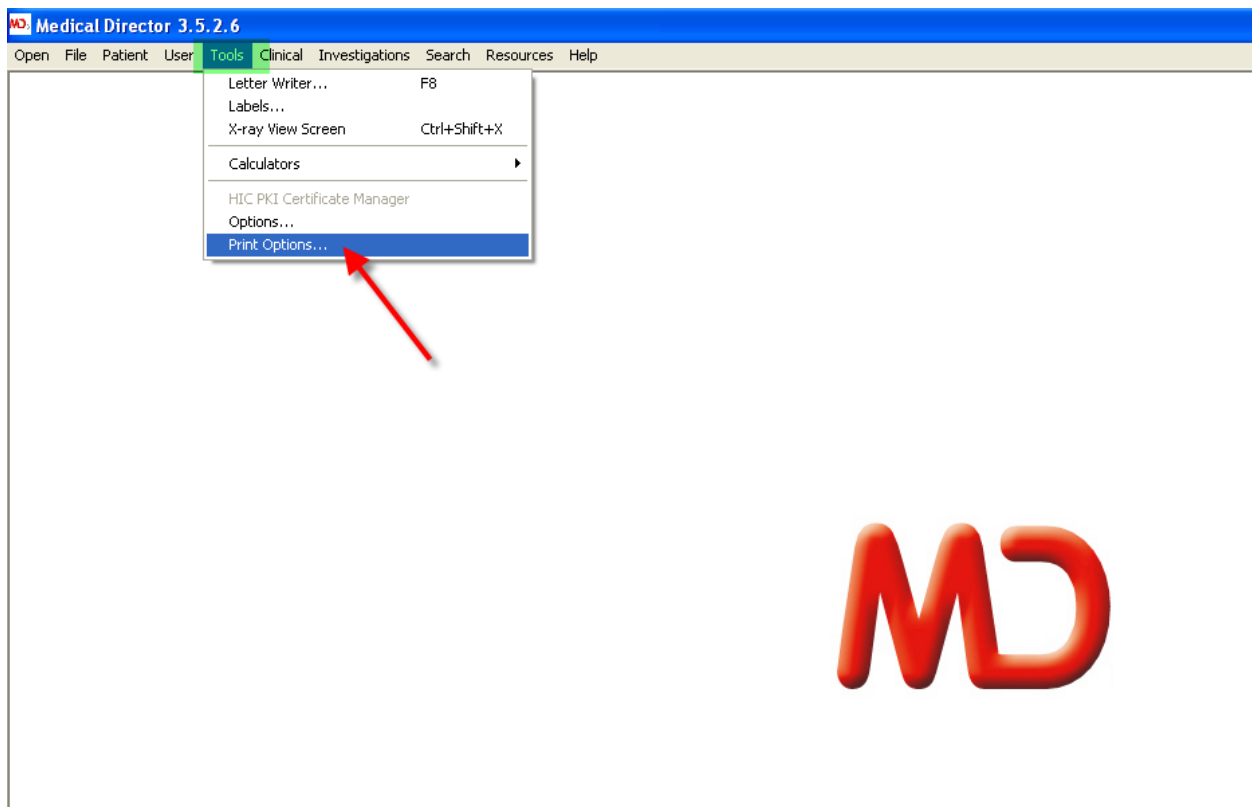 Medical Director 3.5.2.6
Open File Patient User Tools Clinical Investigations Search Resources Help
Letter Writer... F8
Labels...
X-ray View Screen Ctrl+Shift+X
Calculators
HIC PKI Certificate Manager
Options...
Print Options...
MD